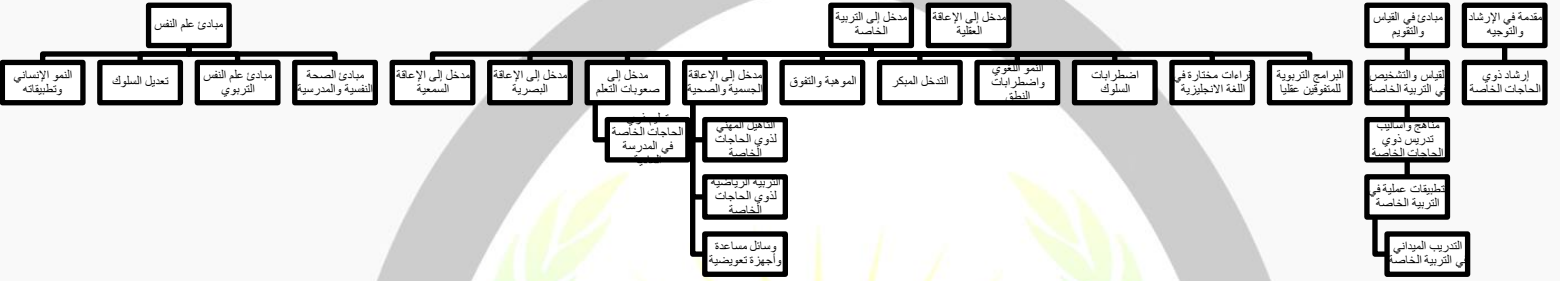 مقدمة في الإرشاد
والتوجيه
مبادئ في القياس
والتقويم
مدخل إلى الإعاقة
العقلية
مدخل إلى التربية
الخاصة
مبادئ علم النفس
إرشاد ذوي
الحاجات الخاصة
القياس والتشخيص
في التربية الخاصة
البرامج التربوية
للمتفوقين عقليا
قراءات مختارة في
اللغة الانجليزية
اضطرابات
السلوك
النمو اللغوي
واضطرابات
النطق
التدخل المبكر
الموهبة والتفوق
مدخل إلى الإعاقة
الجسمية والصحية
مدخل إلى
صعوبات التعلم
مدخل إلى الإعاقة
البصرية
مدخل إلى الإعاقة
السمعية
مبادئ الصحة
النفسية والمدرسية
مبادئ علم النفس
التربوي
تعديل السلوك
النمو الإنساني
وتطبيقاته
مناهج وأساليب
تدريس ذوي
الحاجات الخاصة
التأهيل المهني
لذوي الحاجات
الخاصة
ذوي
الحاجات الخاصة
في المدرسة
تطبيقات عملية في
التربية الخاصة
التربية الرياضية
لذوي الحاجات
الخاصة
التدريب الميداني
في التربية الخاصة
وسائل مساعدة
وأجهزة تعويضية